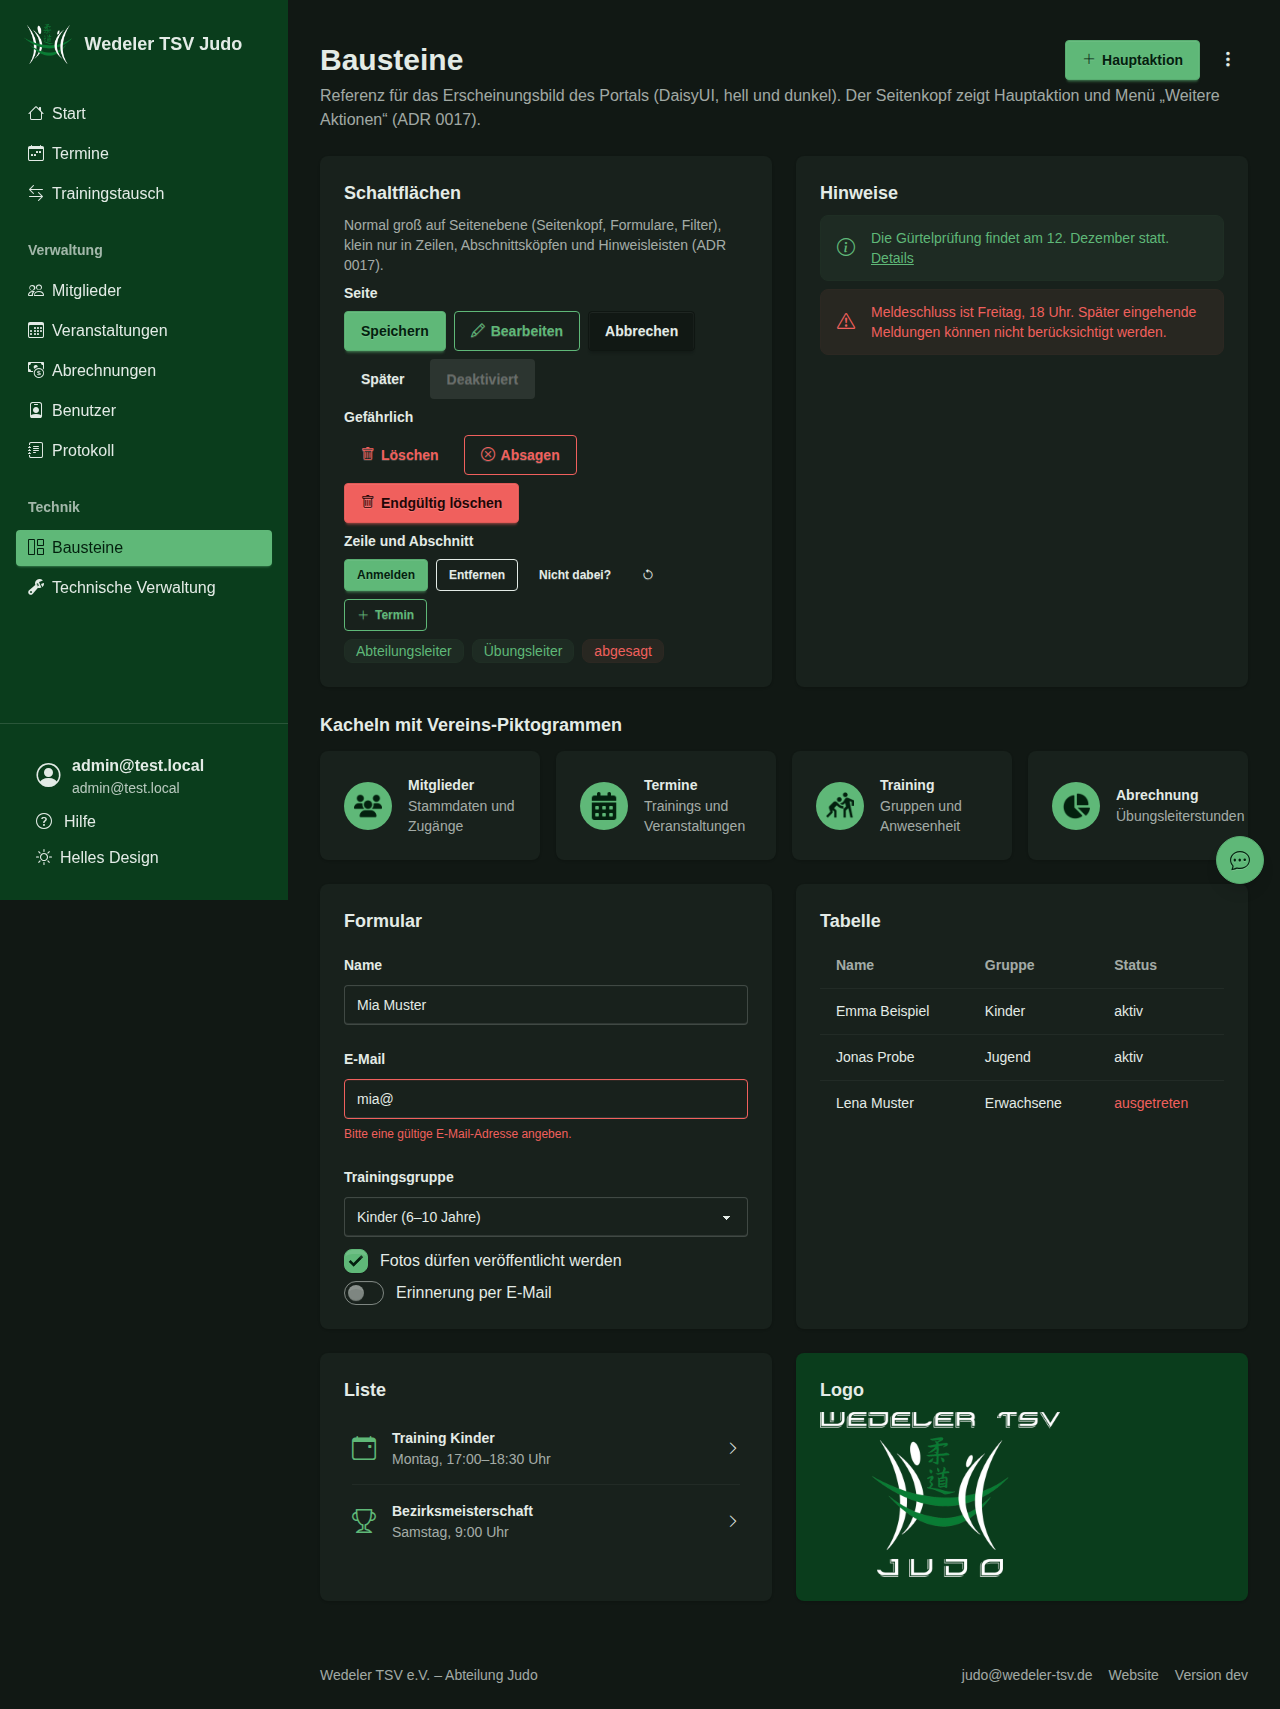 Wedeler TSV Judo
Start
Termine
Trainingstausch
Verwaltung
Mitglieder
Veranstaltungen
Abrechnungen
Benutzer
Protokoll
Technik
Bausteine
Technische Verwaltung
admin@test.local
admin@test.local
Hilfe
Helles Design
Bausteine
Hauptaktion
Referenz für das Erscheinungsbild des Portals (DaisyUI, hell und dunkel). Der Seitenkopf zeigt Hauptaktion und Menü „Weitere
Aktionen“ (ADR 0017).
Schaltflächen
Normal groß auf Seitenebene (Seitenkopf, Formulare, Filter),
klein nur in Zeilen, Abschnittsköpfen und Hinweisleisten (ADR
0017).
Seite
Speichern Bearbeiten Abbrechen
Später Deaktiviert
Gefährlich
Löschen Absagen
Endgültig löschen
Zeile und Abschnitt
Anmelden Entfernen Nicht dabei?
Termin
Abteilungsleiter Übungsleiter abgesagt
Hinweise
Die Gürtelprüfung findet am 12. Dezember statt.
Details
Meldeschluss ist Freitag, 18 Uhr. Später eingehende
Meldungen können nicht berücksichtigt werden.
Kacheln mit Vereins-Piktogrammen
Mitglieder
Stammdaten und
Zugänge
Termine
Trainings und
Veranstaltungen
Training
Gruppen und
Anwesenheit
Abrechnung
Übungsleiterstunden
Formular
Name
Mia Muster
E-Mail
mia@
Bitte eine gültige E-Mail-Adresse angeben.
Trainingsgruppe
Kinder (6–10 Jahre)
Fotos dürfen veröffentlicht werden
Erinnerung per E-Mail
Tabelle
Name Gruppe Status
Emma Beispiel Kinder aktiv
Jonas Probe Jugend aktiv
Lena Muster Erwachsene ausgetreten
Liste
Training Kinder
Montag, 17:00–18:30 Uhr
Bezirksmeisterschaft
Samstag, 9:00 Uhr
Logo
WEDELER TSV
柔
道
JUDO
Wedeler TSV e.V. – Abteilung Judo
judo@wedeler-tsv.de Website Version dev